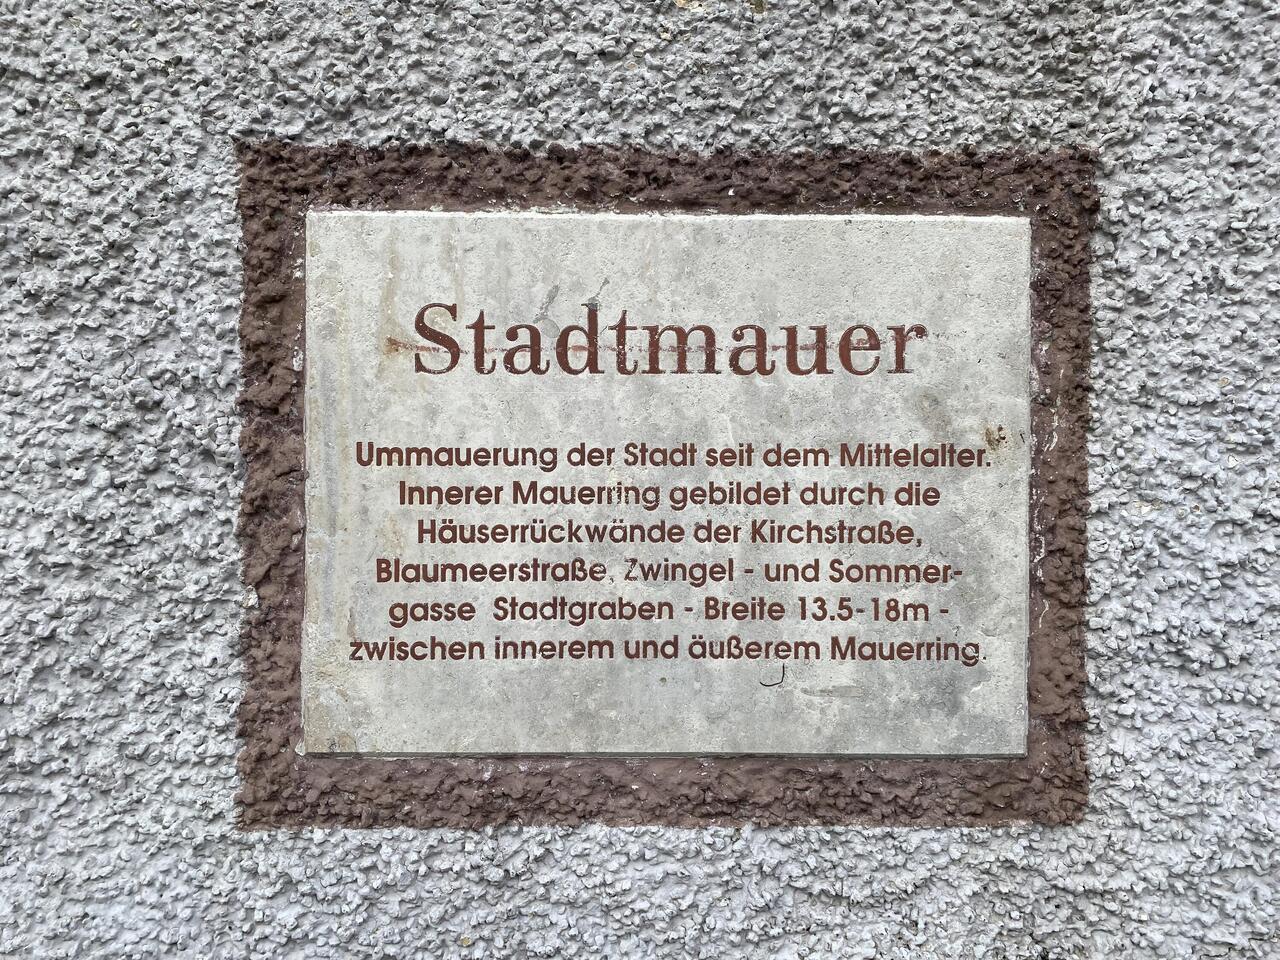 Stadtmauer
Ummauerung der Stadt seit dem Mittelalter.
Innerer Mauerring gebildet durch die
Häuserrückwände der Kirchstraße,
Blaumeerstraße, Zwingel - und Sommer-
gasse Stadtgraben - Breite 13.5-18m -
zwischen innerem und äußerem Mauerring.